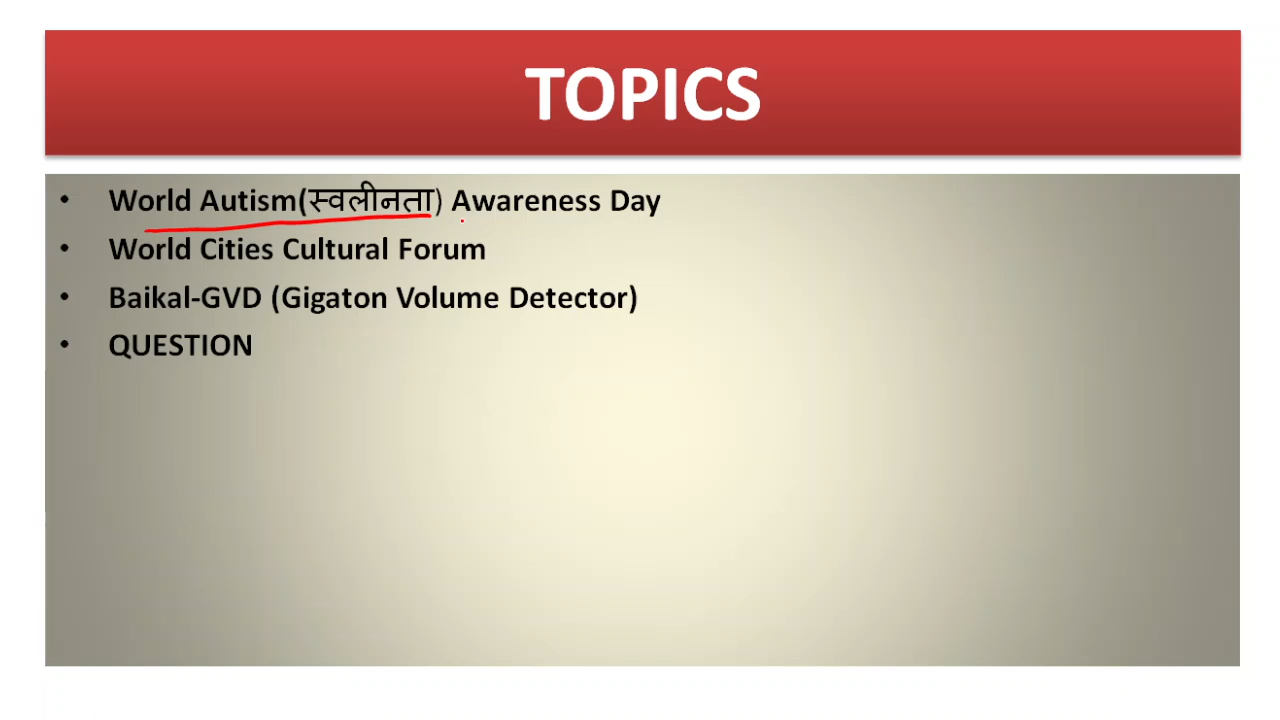 TOPICS
• World Autism(स्वलीनता) Awareness Day
• World Cities Cultural Forum
• Baikal-GVD (Gigaton Volume Detector)
• QUESTION